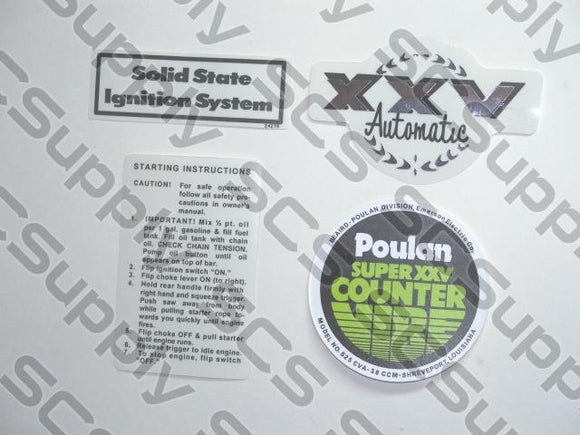 Solid State
Ignition System
24278
XXV
Automatic
STARTING INSTRUCTIONS
CAUTION! For safe operation
follow all safety pre-
cautions in owner's
manual.
1. IMPORTANT! Mix ½ pt. oil
per 1 gal. gasoline & fill fuel
tank. Fill oil tank with chain
oil. CHECK CHAIN TENSION.
Pump oil button until oil
appears on top of bar.
2. Flip ignition switch "ON."
3. Flip choke lever ON (to right).
4. Hold rear handle firmly with
right hand and squeeze trigger.
Push saw away from body
while pulling starter rope to-
wards you quickly until engine
fires.
5. Flip choke OFF & pull starter
until engine runs.
6. Release trigger to idle engine.
7. To stop engine, flip switch
"OFF."
BEAIRD-POULAN DIVISION, Emerson Electric Co.
Poulan
SUPER XXV
COUNTER
VIBE
MODEL NO. 525 CVA-38 CCM-SHREVEPORT, LOUISIANA
SCS Supply